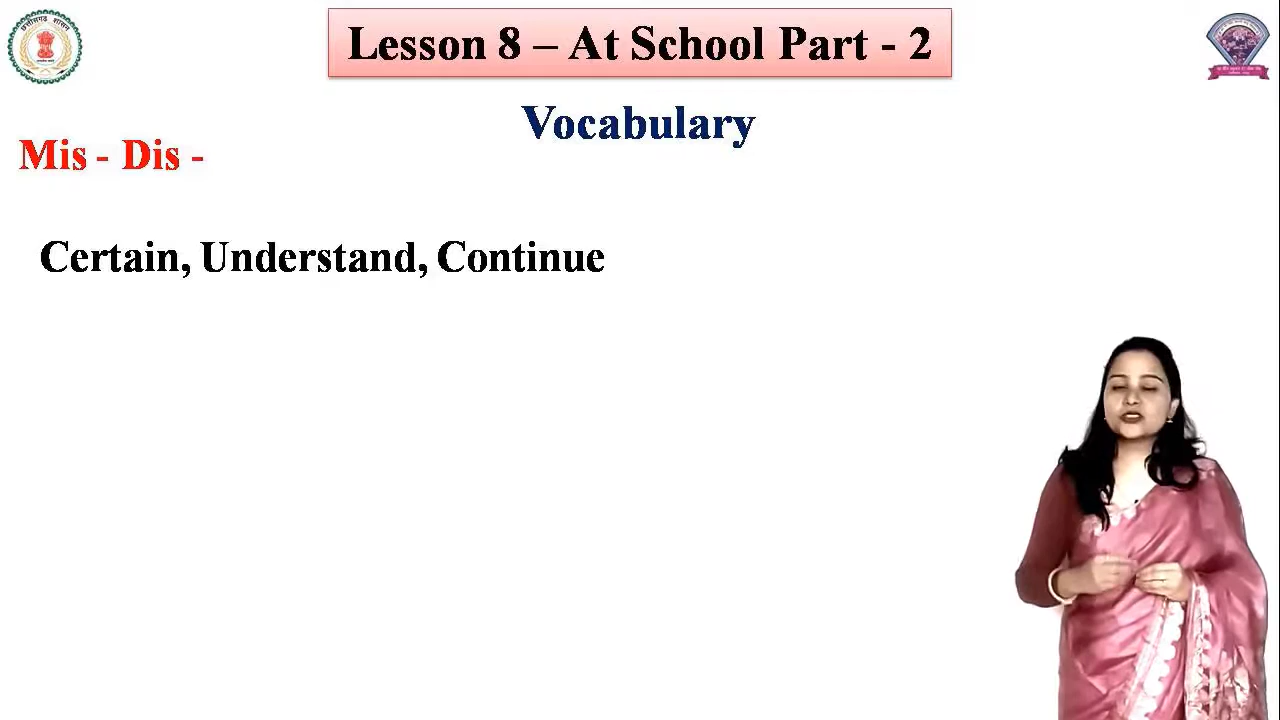 Lesson 8 – At School Part - 2
Vocabulary
Mis - Dis -
Certain, Understand, Continue